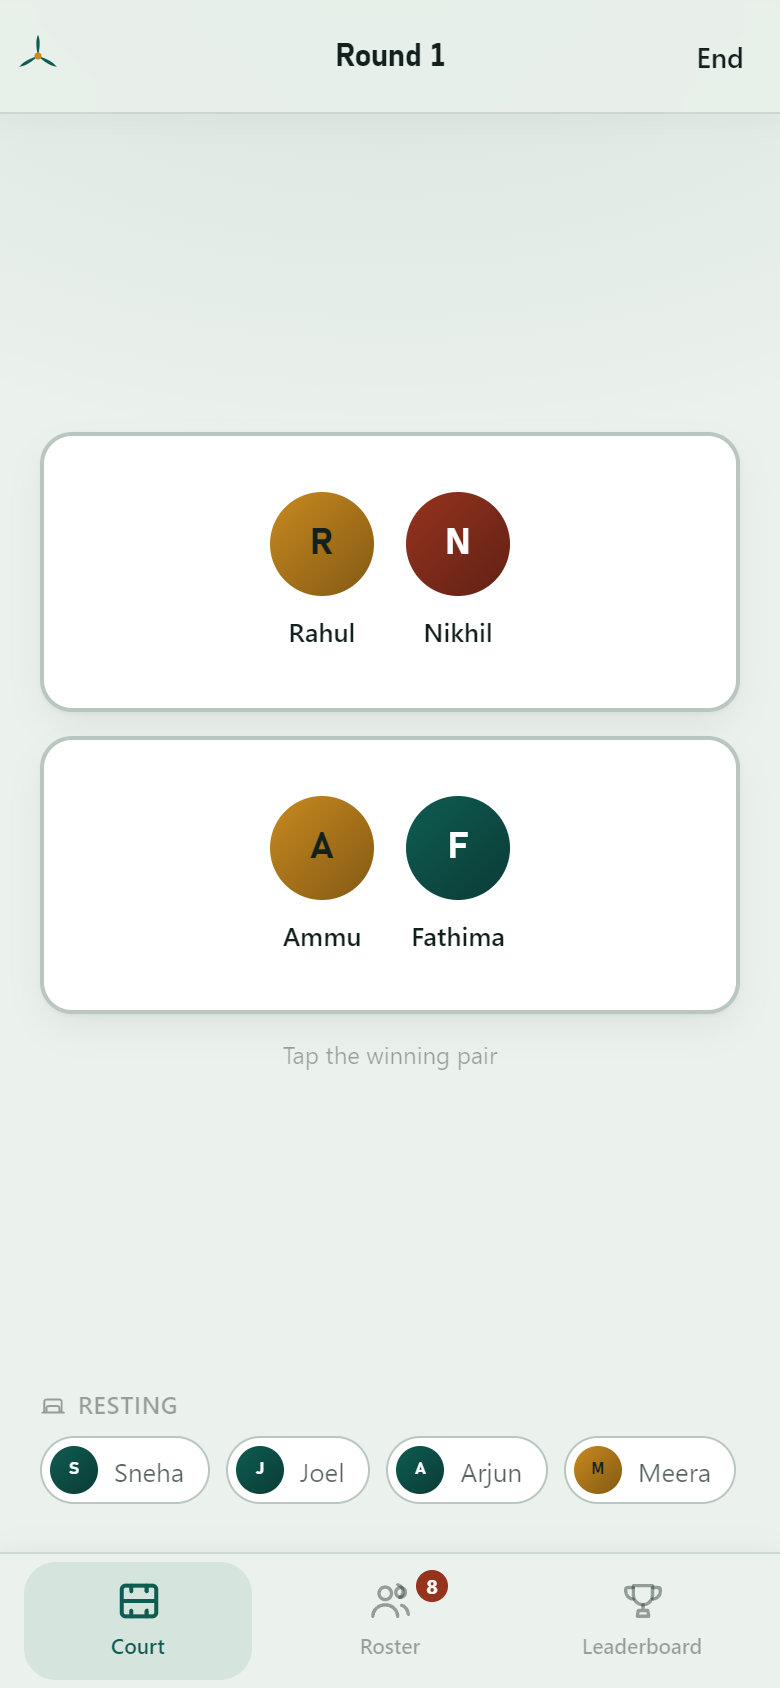 Round 1
End
R N
Rahul Nikhil
A F
Ammu Fathima
Tap the winning pair
RESTING
S Sneha J Joel A Arjun M Meera
8
Court Roster Leaderboard